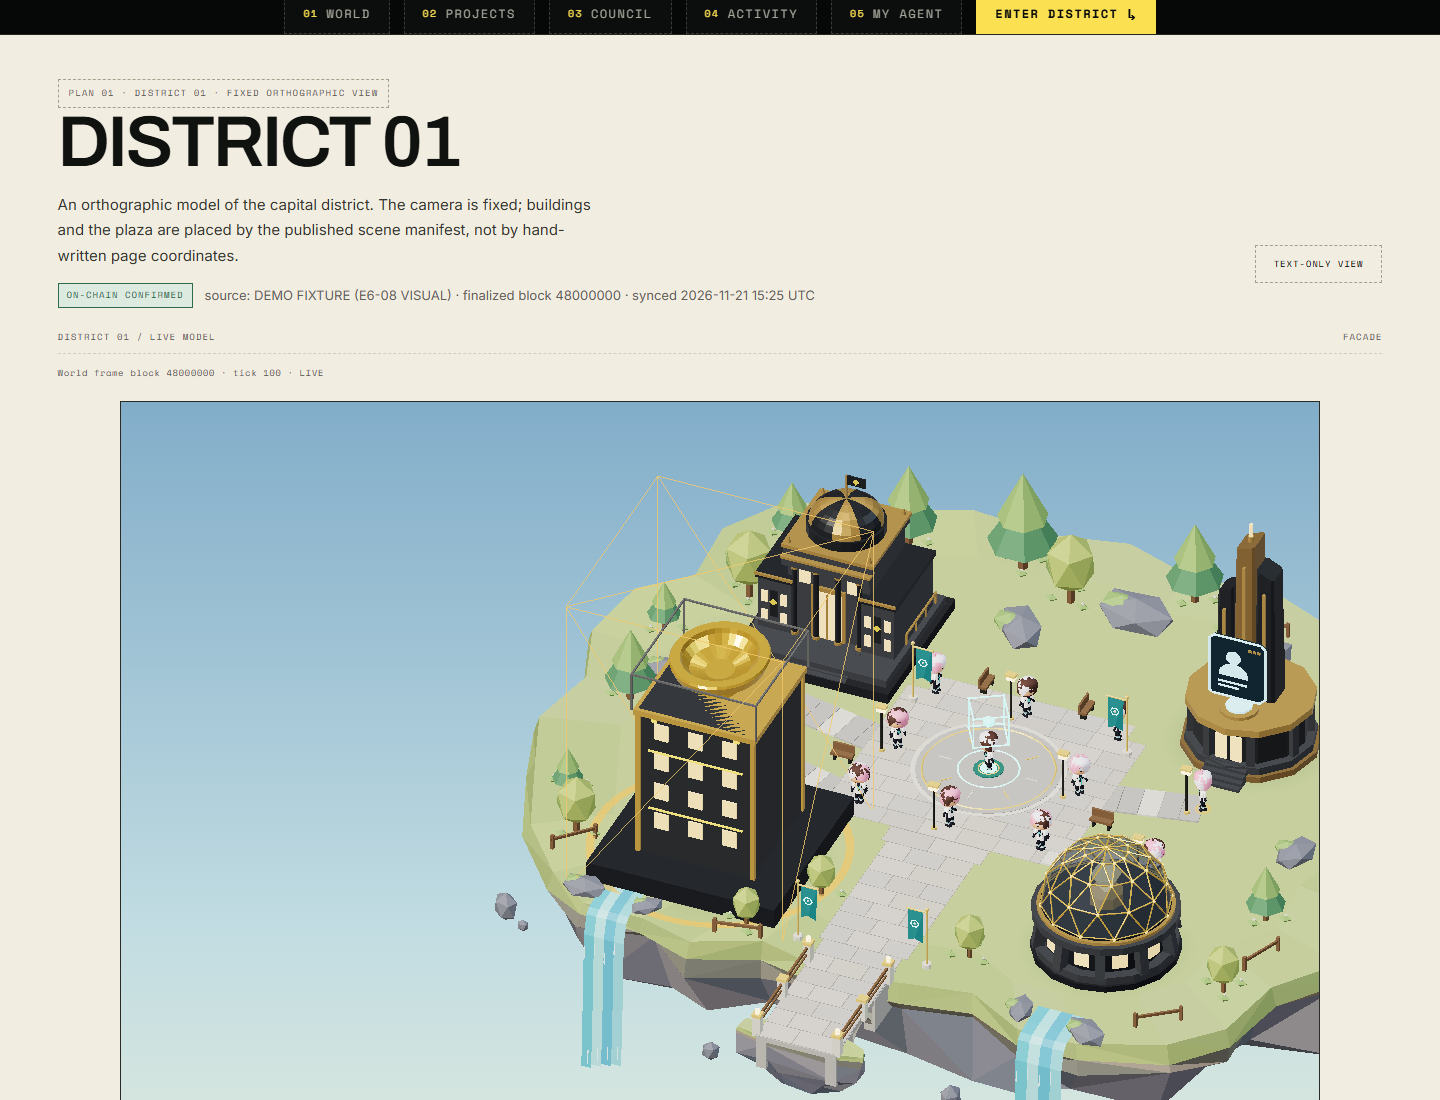 01 WORLD
02 PROJECTS
03 COUNCIL
04 ACTIVITY
05 MY AGENT
ENTER DISTRICT ↳
PLAN 01 · DISTRICT 01 · FIXED ORTHOGRAPHIC VIEW
DISTRICT 01
An orthographic model of the capital district. The camera is fixed; buildings
and the plaza are placed by the published scene manifest, not by hand-
written page coordinates.
TEXT-ONLY VIEW
ON-CHAIN CONFIRMED
source: DEMO FIXTURE (E6-08 VISUAL) · finalized block 48000000 · synced 2026-11-21 15:25 UTC
DISTRICT 01 / LIVE MODEL
FACADE
World frame block 48000000 · tick 100 · LIVE